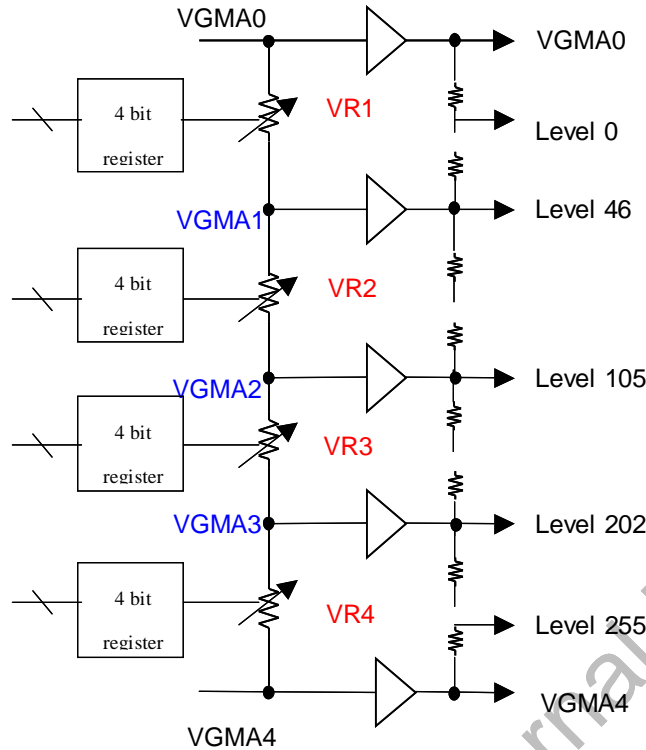 VGMA0
VGMA0
4 bit
register
VR1
Level 0
VGMA1
Level 46
4 bit
register
VR2
VGMA2
Level 105
4 bit
register
VR3
VGMA3
Level 202
4 bit
register
VR4
Level 255
VGMA4
VGMA4